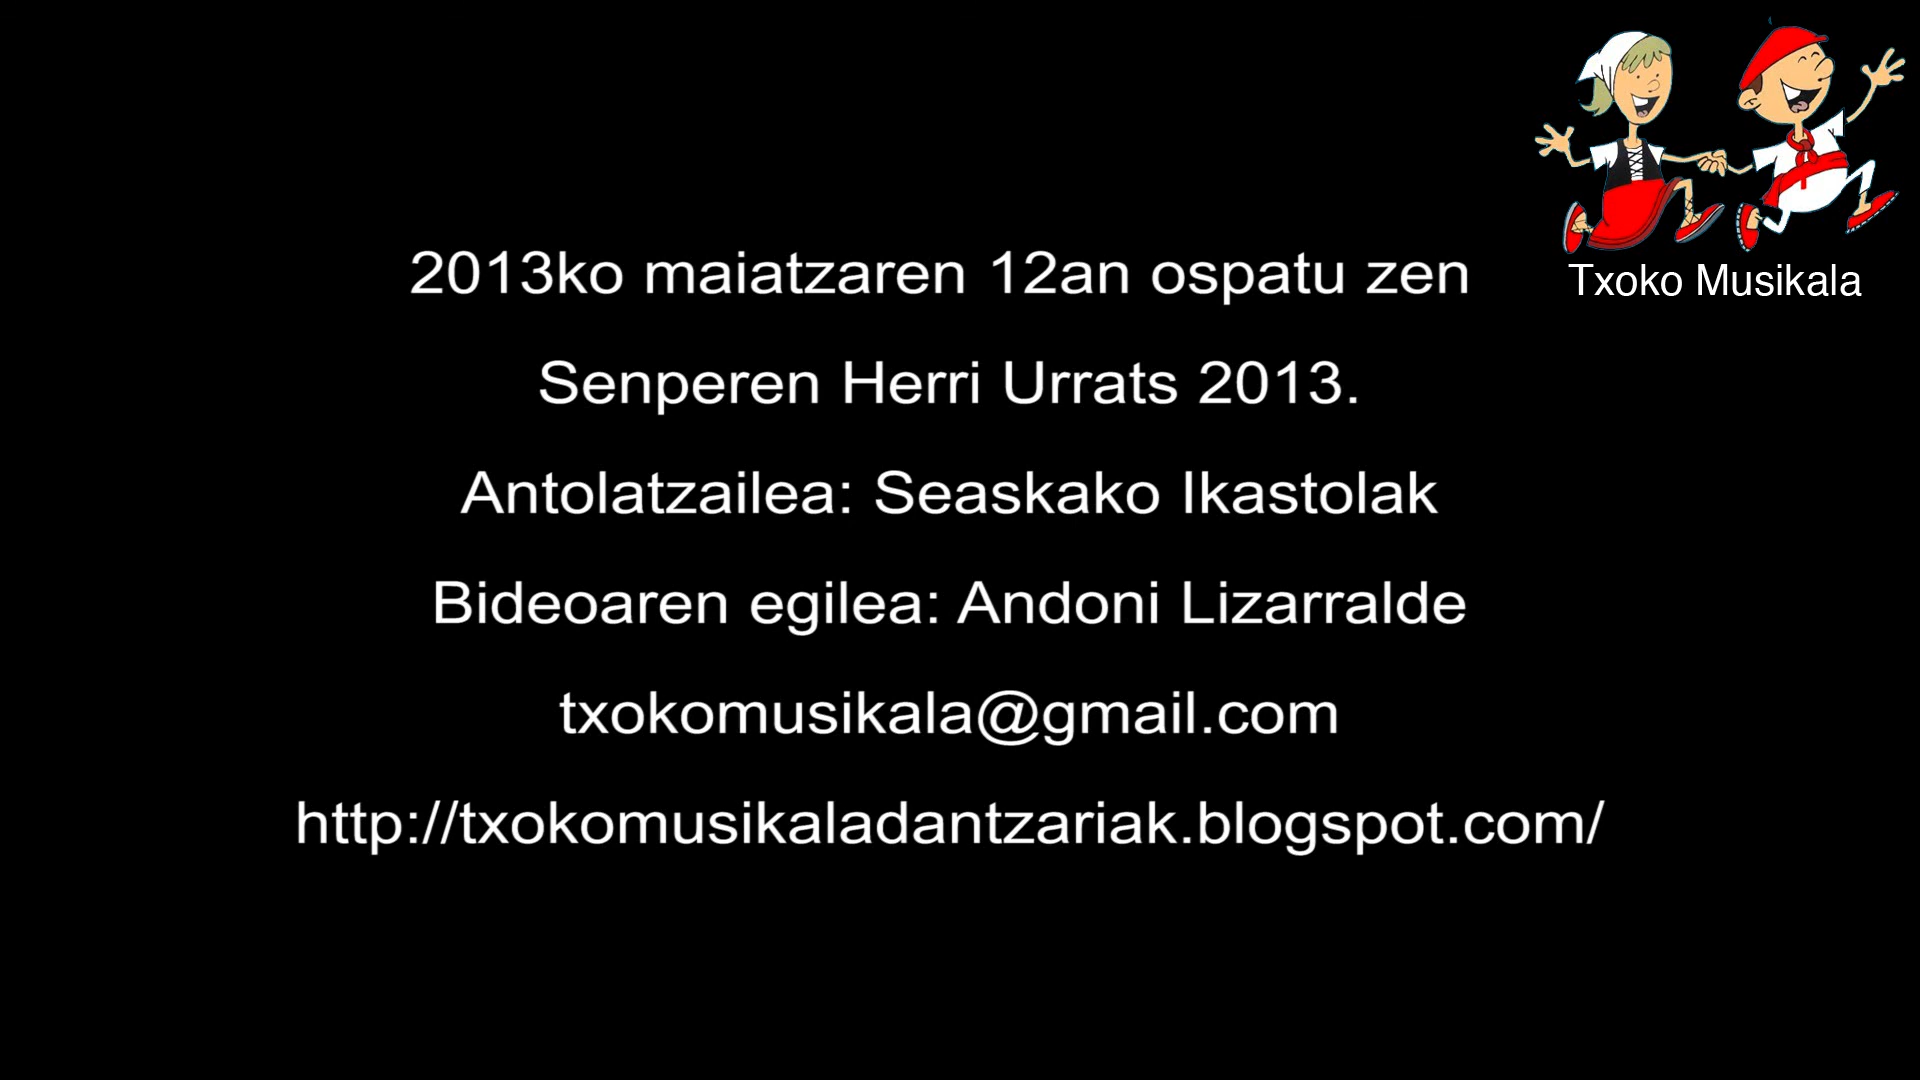 Txoko Musikala
2013ko maiatzaren 12an ospatu zen
Senperen Herri Urrats 2013.
Antolatzailea: Seaskako Ikastolak
Bideoaren egilea: Andoni Lizarralde
txokomusikala@gmail.com
http://txokomusikaladantzariak.blogspot.com/